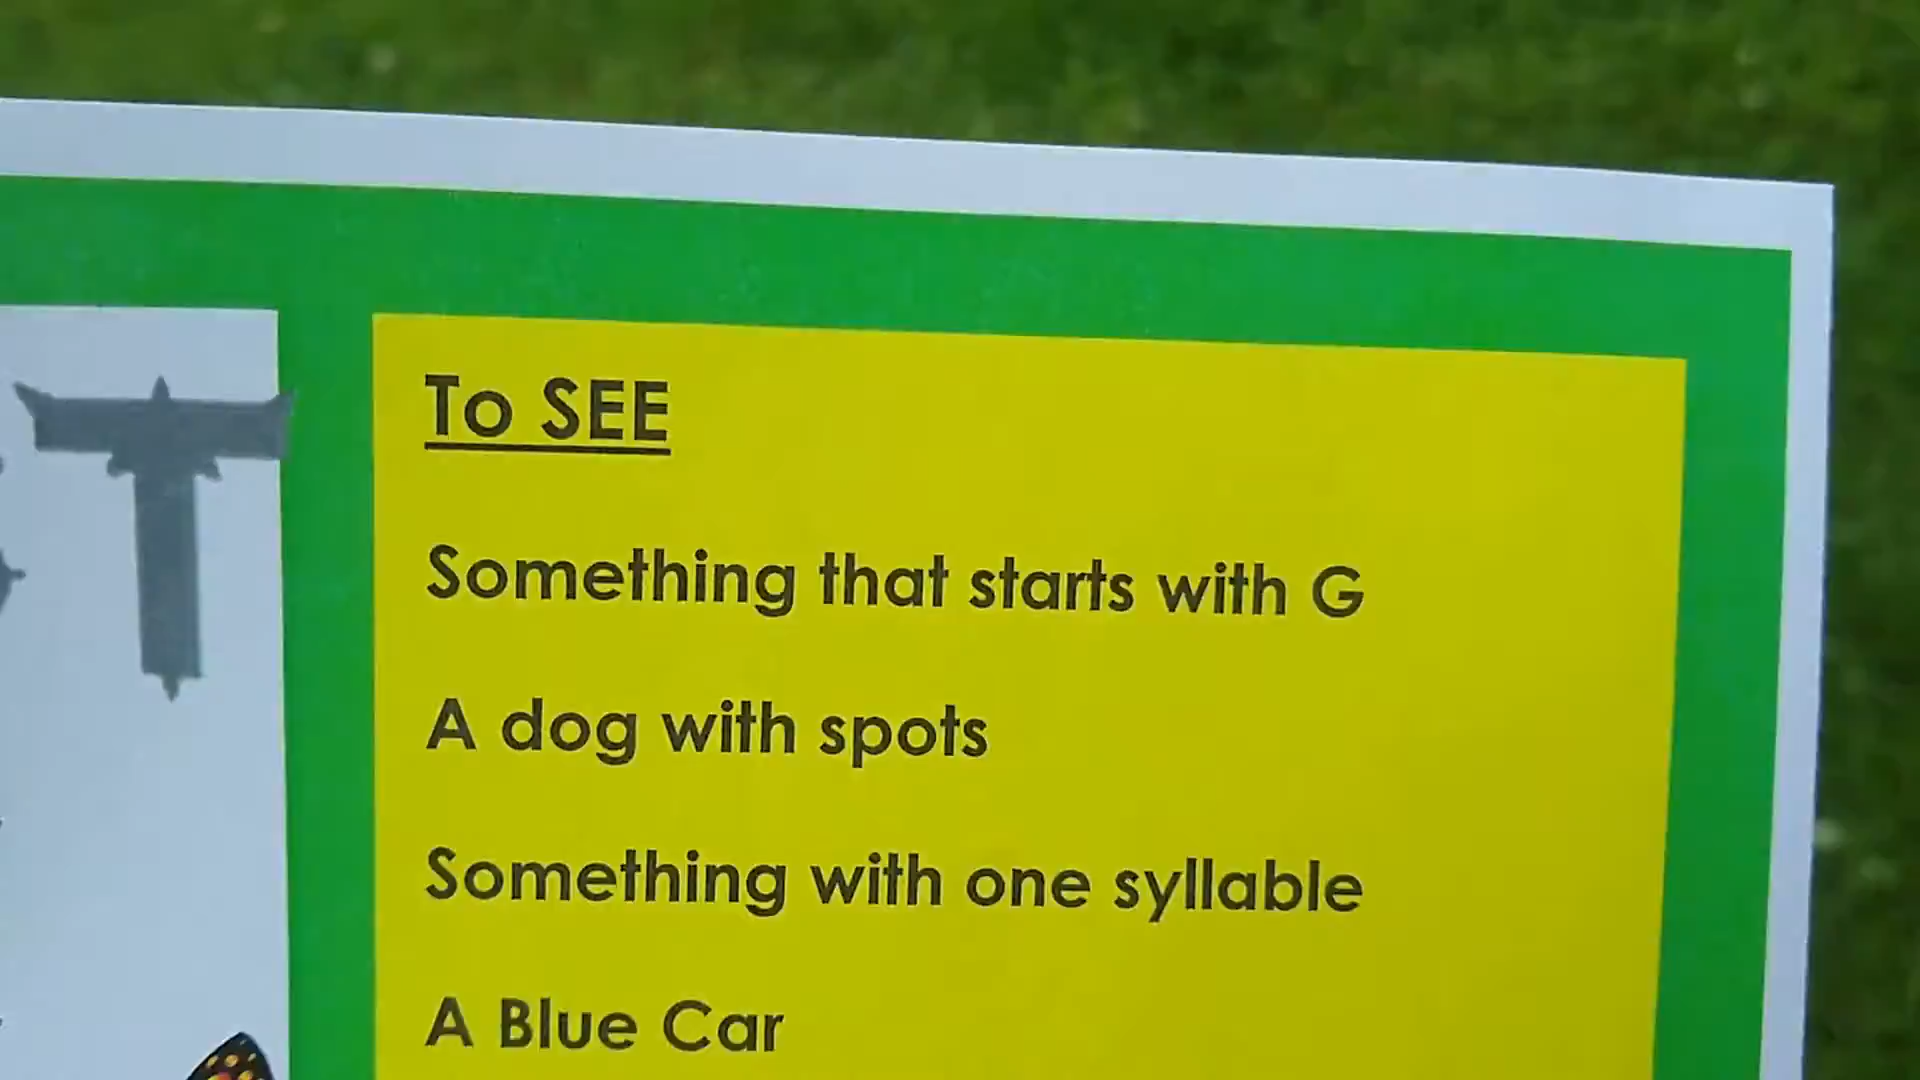 T
To SEE
Something that starts with G
A dog with spots
Something with one syllable
A Blue Car